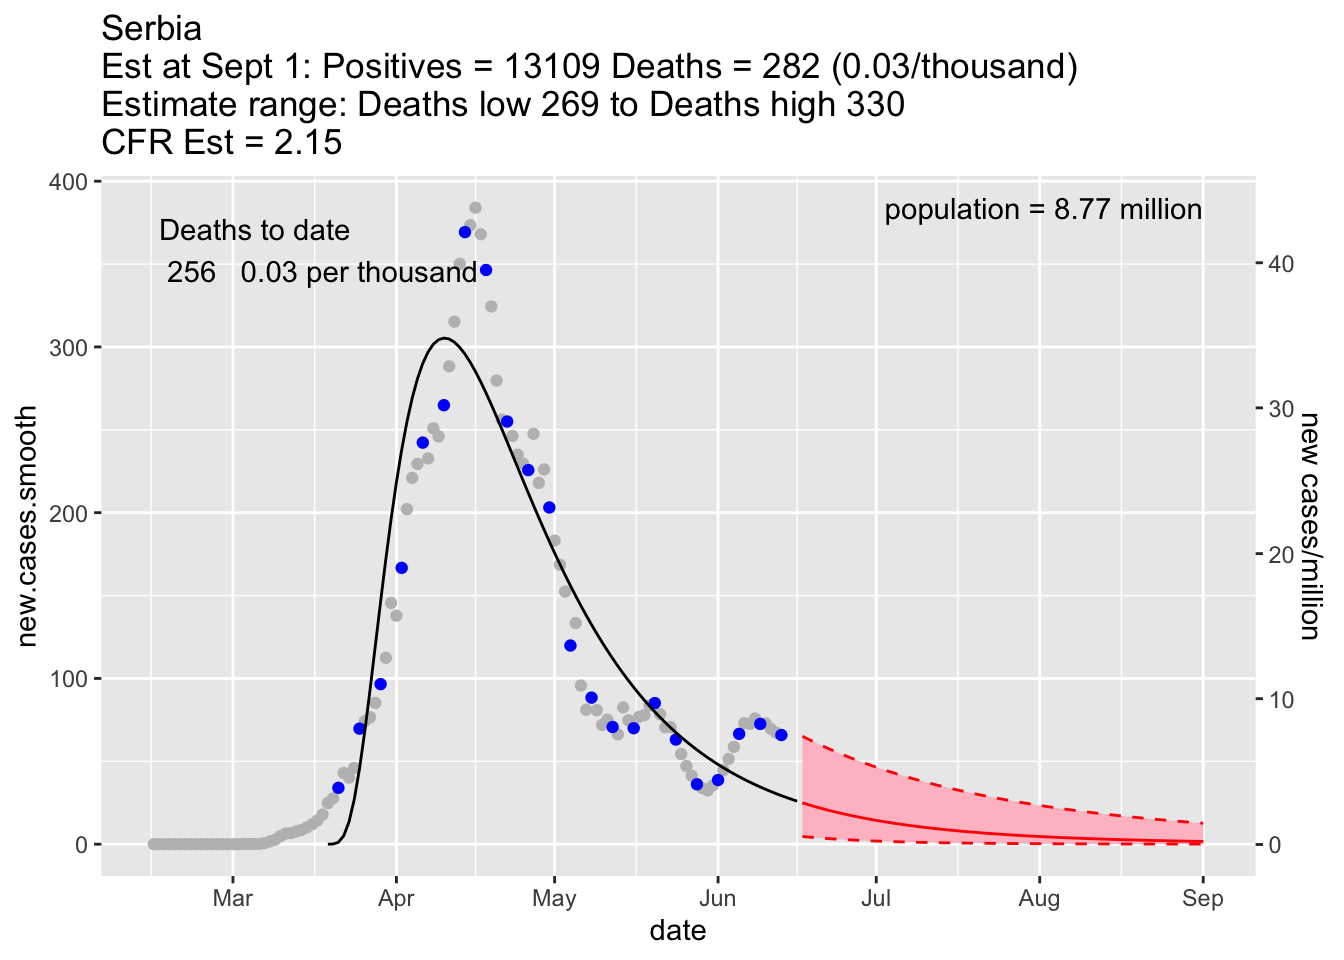 Serbia
Est at Sept 1: Positives = 13109 Deaths = 282 (0.03/thousand)
Estimate range: Deaths low 269 to Deaths high 330
CFR Est = 2.15
400
300
200
100
0
new.cases.smooth
Deaths to date
256   0.03 per thousand
population = 8.77 million
40
30
20
10
0
new cases/million
Mar Apr May Jun Jul Aug Sep
date